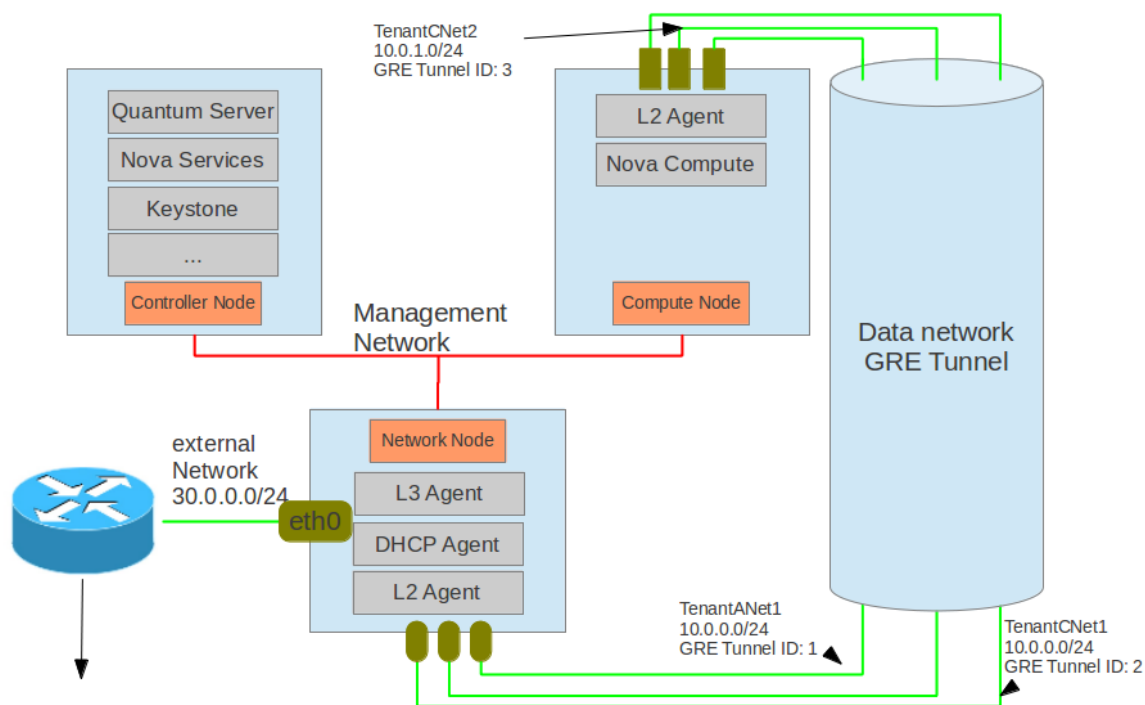 TenantCNet2
10.0.1.0/24
GRE Tunnel ID: 3
Quantum Server
Nova Services
Keystone
...
Controller Node
L2 Agent
Nova Compute
Compute Node
Management
Network
Data network
GRE Tunnel
external
Network
30.0.0.0/24
eth0
Network Node
L3 Agent
DHCP Agent
L2 Agent
TenantANet1
10.0.0.0/24
GRE Tunnel ID: 1
TenantCNet1
10.0.0.0/24
GRE Tunnel ID: 2